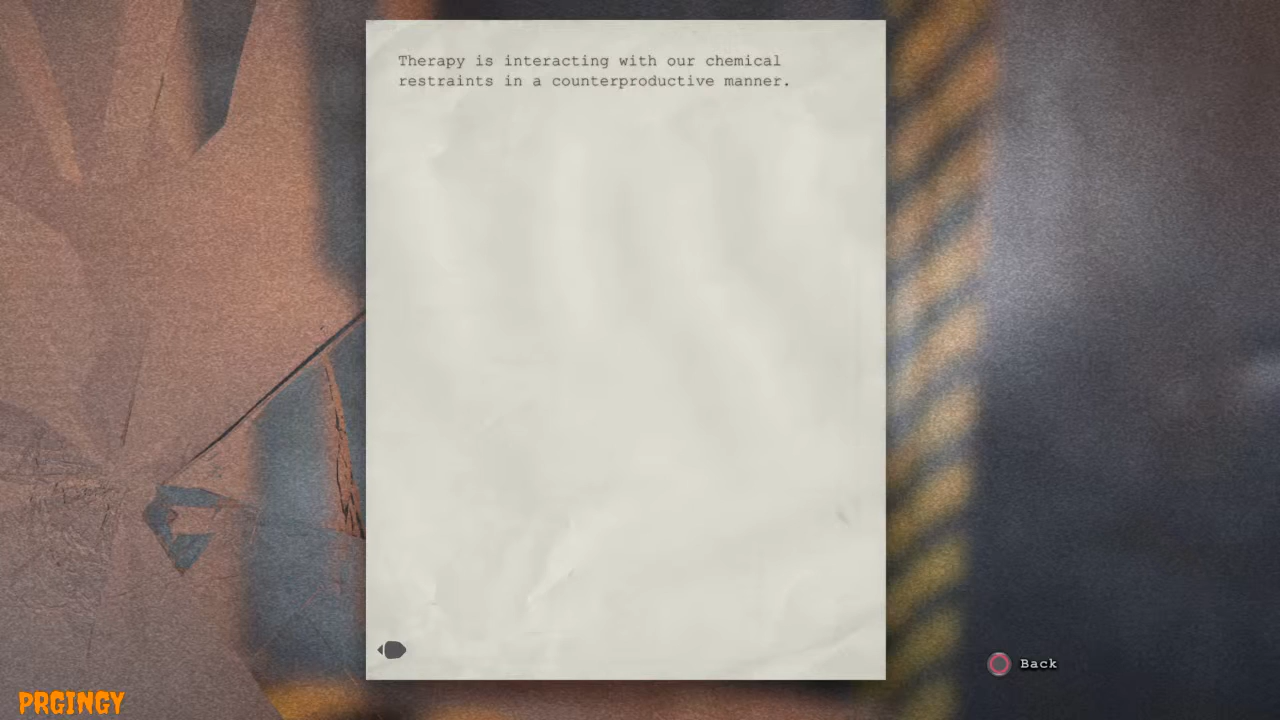 Therapy is interacting with our chemical
restraints in a counterproductive manner.
Back
PRGINGY